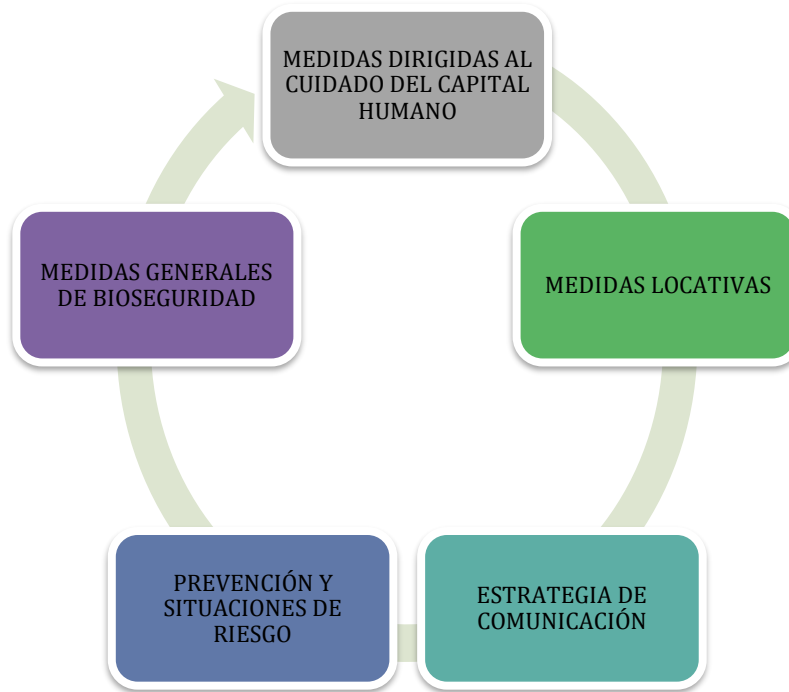 MEDIDAS DIRIGIDAS AL
CUIDADO DEL CAPITAL
HUMANO
MEDIDAS LOCATIVAS
ESTRATEGIA DE
COMUNICACIÓN
PREVENCIÓN Y
SITUACIONES DE
RIESGO
MEDIDAS GENERALES
DE BIOSEGURIDAD